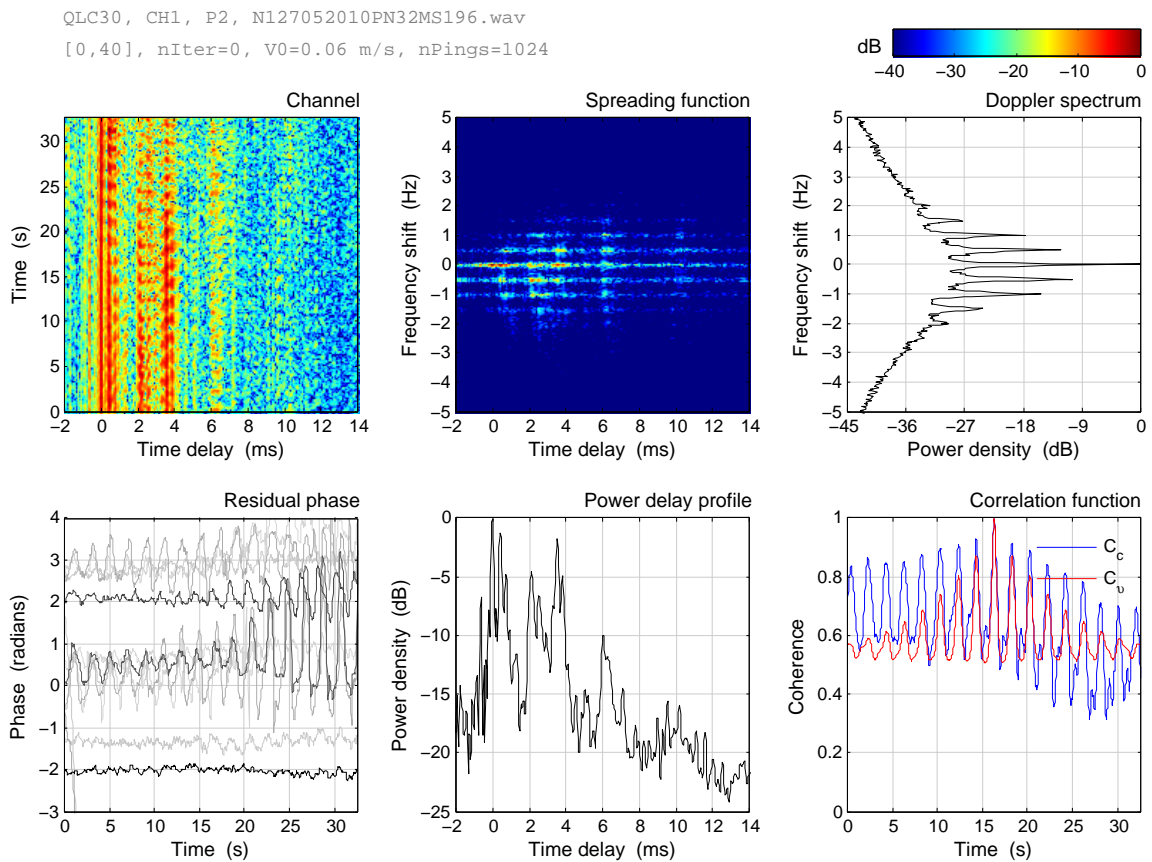 QLC30, CH1, P2, N127052010PN32MS196.wav
[0,40], nIter=0, V0=0.06 m/s, nPings=1024
dB
−40 −30 −20 −10 0
Channel
30
25
20
15
10
5
0
Time (s)
−2 0 2 4 6 8 10 12 14
Time delay (ms)
Spreading function
5
4
3
2
1
0
−1
−2
−3
−4
−5
Frequency shift (Hz)
−2 0 2 4 6 8 10 12 14
Time delay (ms)
Doppler spectrum
5
4
3
2
1
0
−1
−2
−3
−4
−5
Frequency shift (Hz)
−45 −36 −27 −18 −9 0
Power density (dB)
Residual phase
4
3
2
1
0
−1
−2
−3
Phase (radians)
0 5 10 15 20 25 30
Time (s)
Power delay profile
0
−5
−10
−15
−20
−25
Power density (dB)
−2 0 2 4 6 8 10 12 14
Time delay (ms)
Correlation function
1
0.8
0.6
0.4
0.2
0
Coherence
C_c
C_υ
0 5 10 15 20 25 30
Time (s)